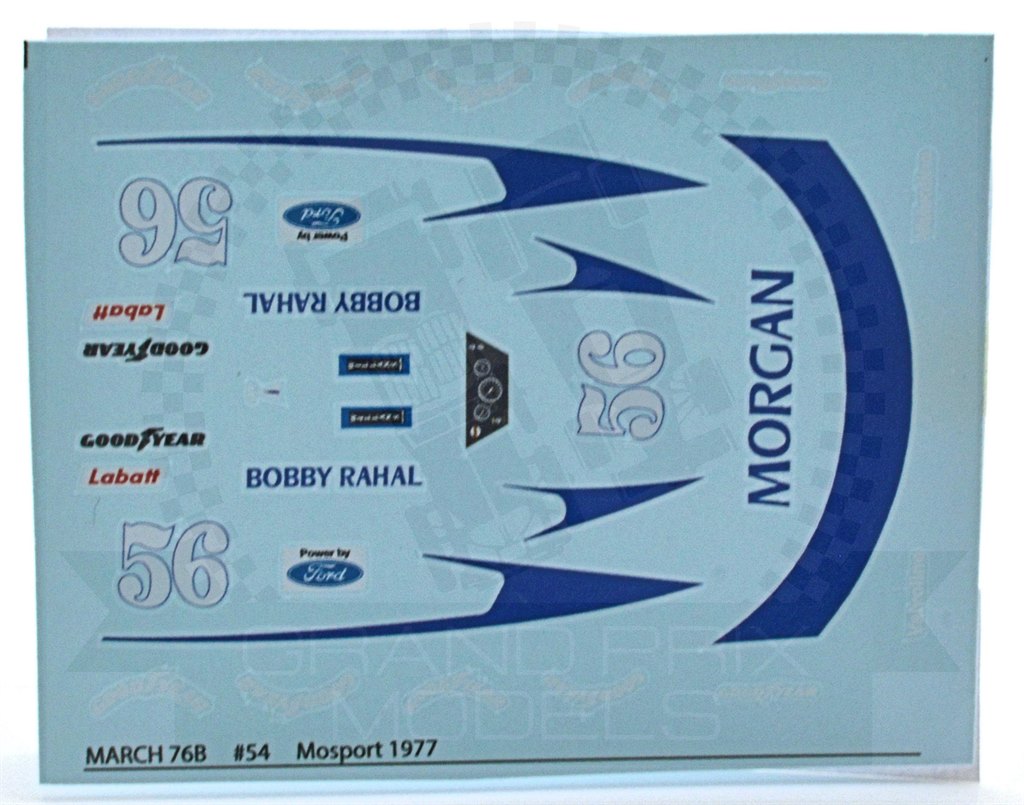 56
Ford
Power by
Labatt
BOBBY RAHAL
GOODYEAR
56
MORGAN
GOODYEAR
Labatt
BOBBY RAHAL
56
Power by
Ford
GRAND PRIX
MODELS
MARCH 76B #54 Mosport 1977